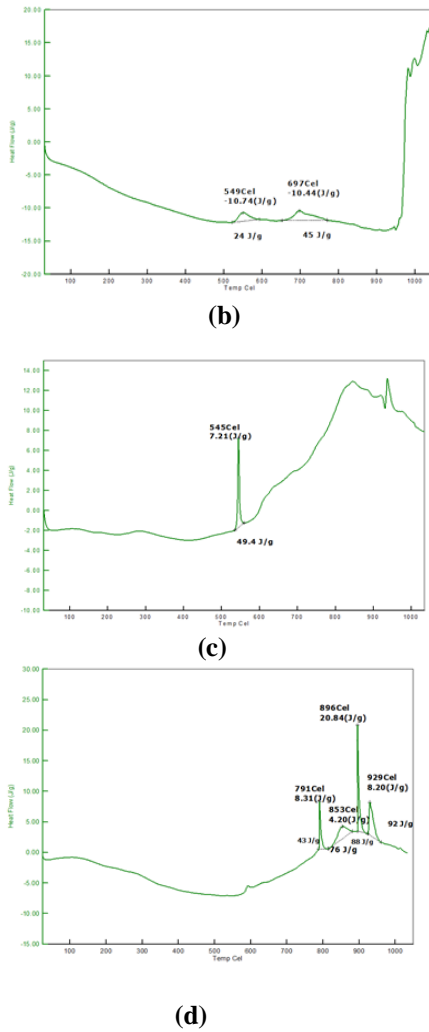 20.00
15.00
10.00
5.00
0.00
-5.00
-10.00
-15.00
-20.00
Heat Flow (J/g)
549Cel
-10.74(J/g)
697Cel
-10.44(J/g)
24 J/g
45 J/g
100 200 300 400 500 600 700 800 900 1000
Temp Cel
(b)
14.00
12.00
10.00
8.00
6.00
4.00
2.00
0.00
-2.00
-4.00
-6.00
-8.00
-10.00
Heat Flow (J/g)
545Cel
7.21(J/g)
49.4 J/g
100 200 300 400 500 600 700 800 900 1000
Temp Cel
(c)
30.00
25.00
20.00
15.00
10.00
5.00
0.00
-5.00
-10.00
-15.00
Heat Flow (J/g)
896Cel
20.84(J/g)
791Cel
8.31(J/g)
929Cel
8.20(J/g)
853Cel
4.20(J/g)
43 J/g
76 J/g
88 J/g
92 J/g
100 200 300 400 500 600 700 800 900 1000
Temp Cel
(d)